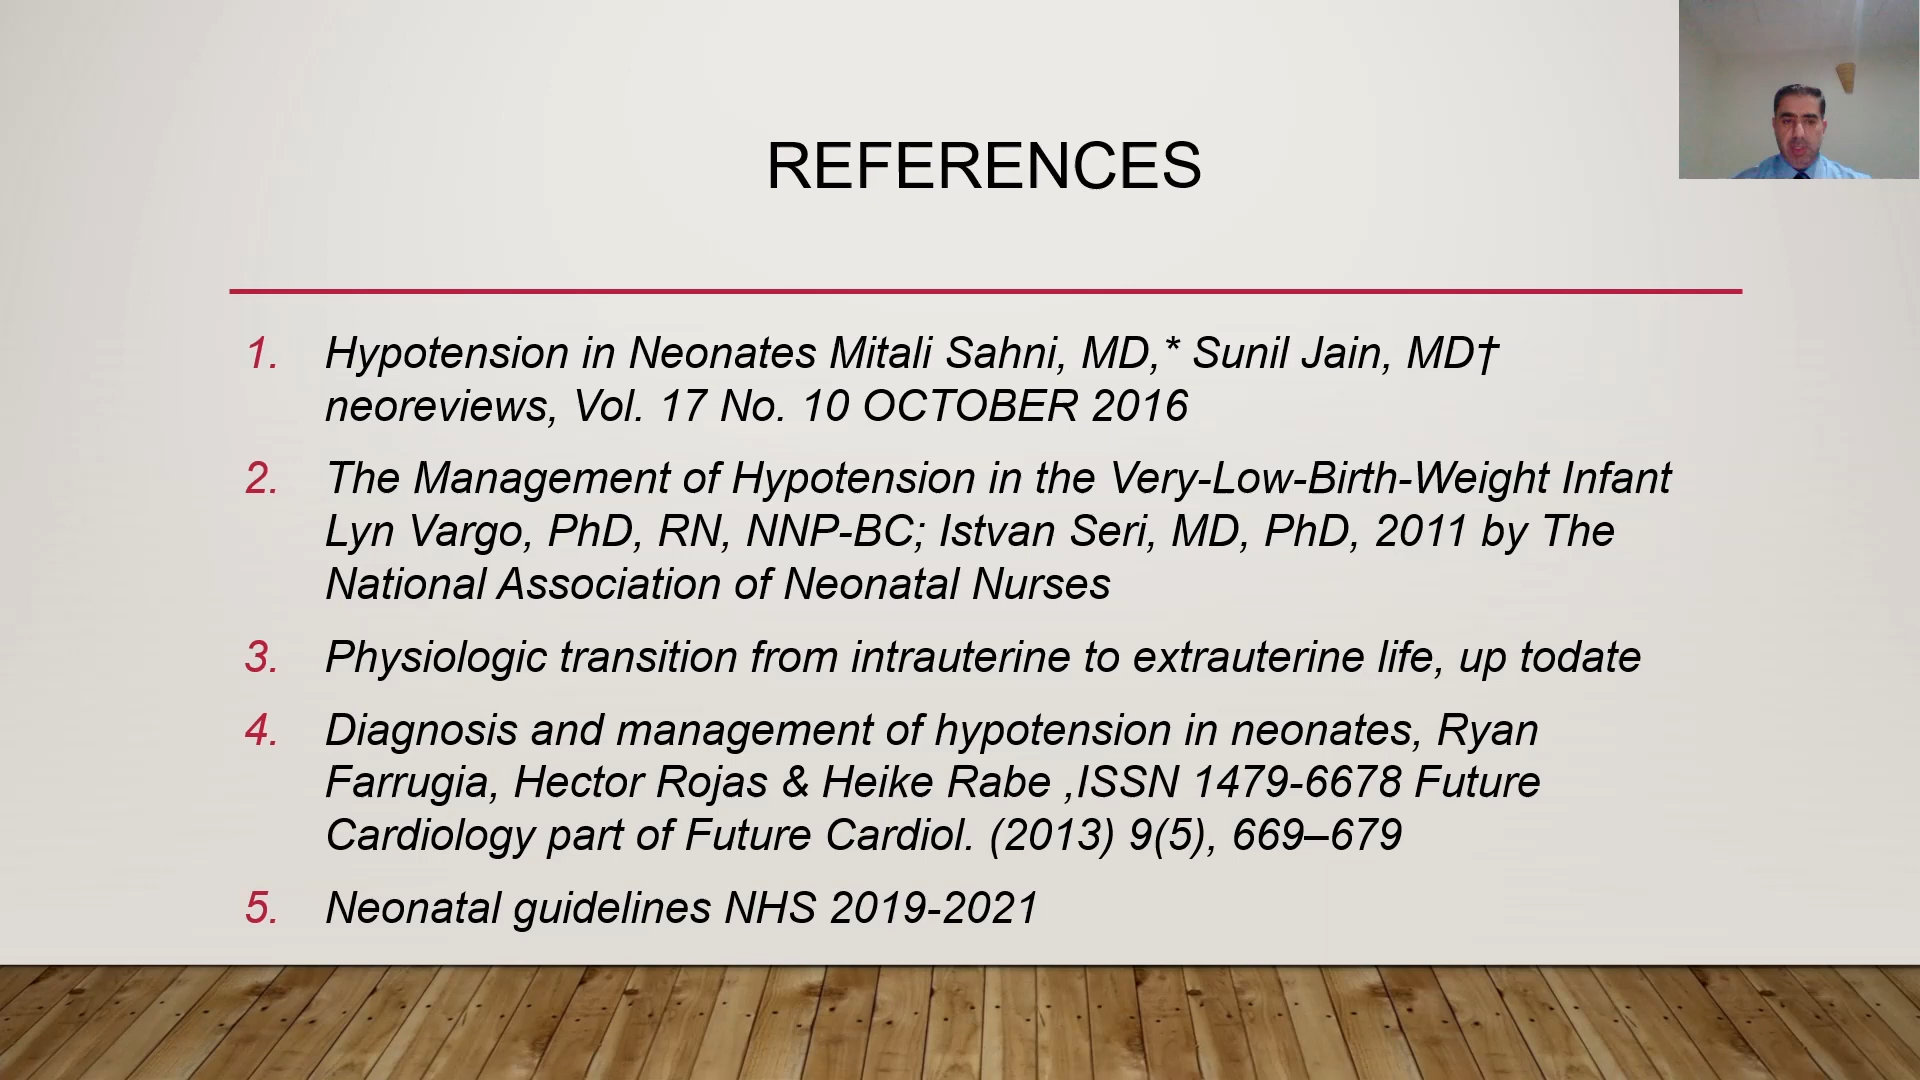 REFERENCES
1. Hypotension in Neonates Mitali Sahni, MD,* Sunil Jain, MD†
neoreviews, Vol. 17 No. 10 OCTOBER 2016
2. The Management of Hypotension in the Very-Low-Birth-Weight Infant
Lyn Vargo, PhD, RN, NNP-BC; Istvan Seri, MD, PhD, 2011 by The
National Association of Neonatal Nurses
3. Physiologic transition from intrauterine to extrauterine life, up todate
4. Diagnosis and management of hypotension in neonates, Ryan
Farrugia, Hector Rojas & Heike Rabe ,ISSN 1479-6678 Future
Cardiology part of Future Cardiol. (2013) 9(5), 669–679
5. Neonatal guidelines NHS 2019-2021